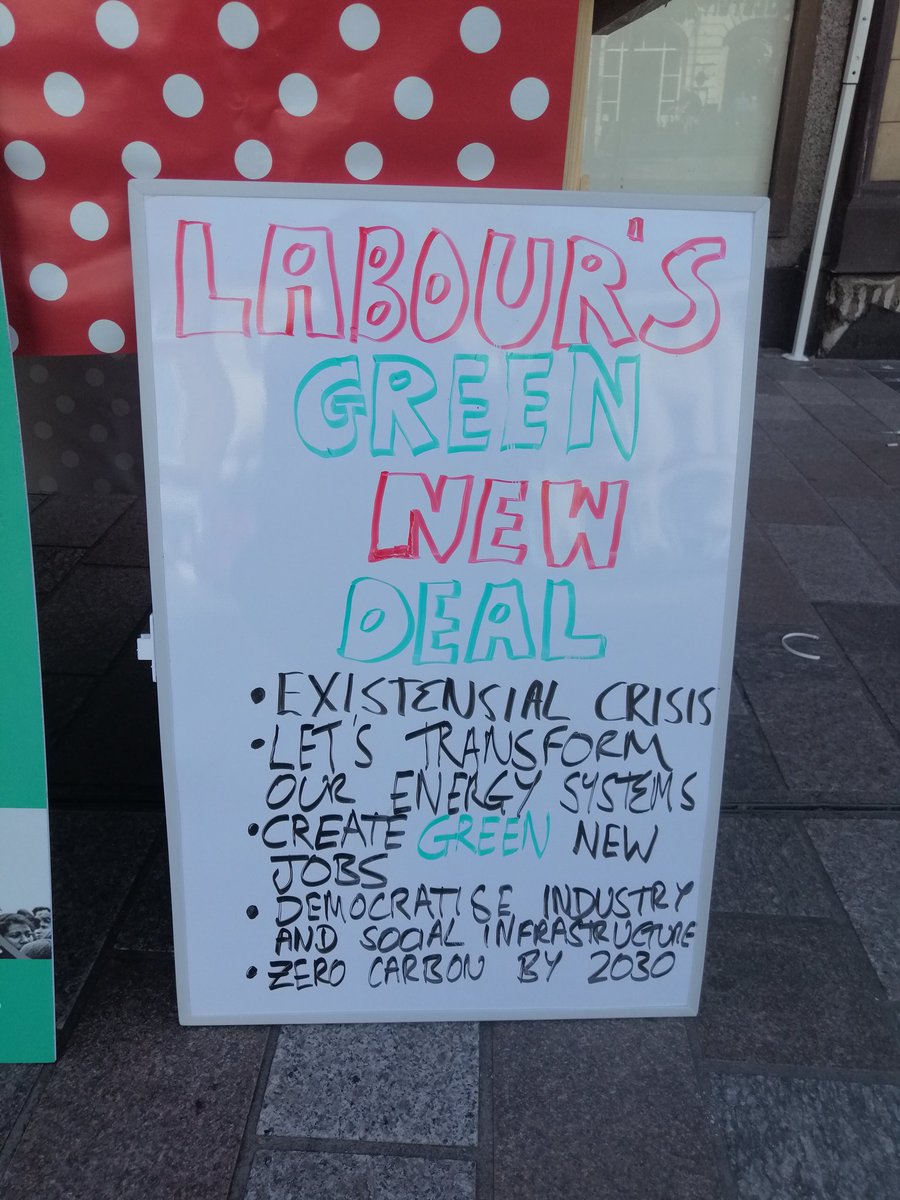 LABOUR'S
GREEN
NEW
DEAL
• EXISTENSIAL CRISIS
• LET'S TRANSFORM
OUR ENERGY SYSTEMS
• CREATE GREEN NEW
JOBS
• DEMOCRATISE INDUSTRY
AND SOCIAL INFRASTRUCTURE
• ZERO CARBON BY 2030